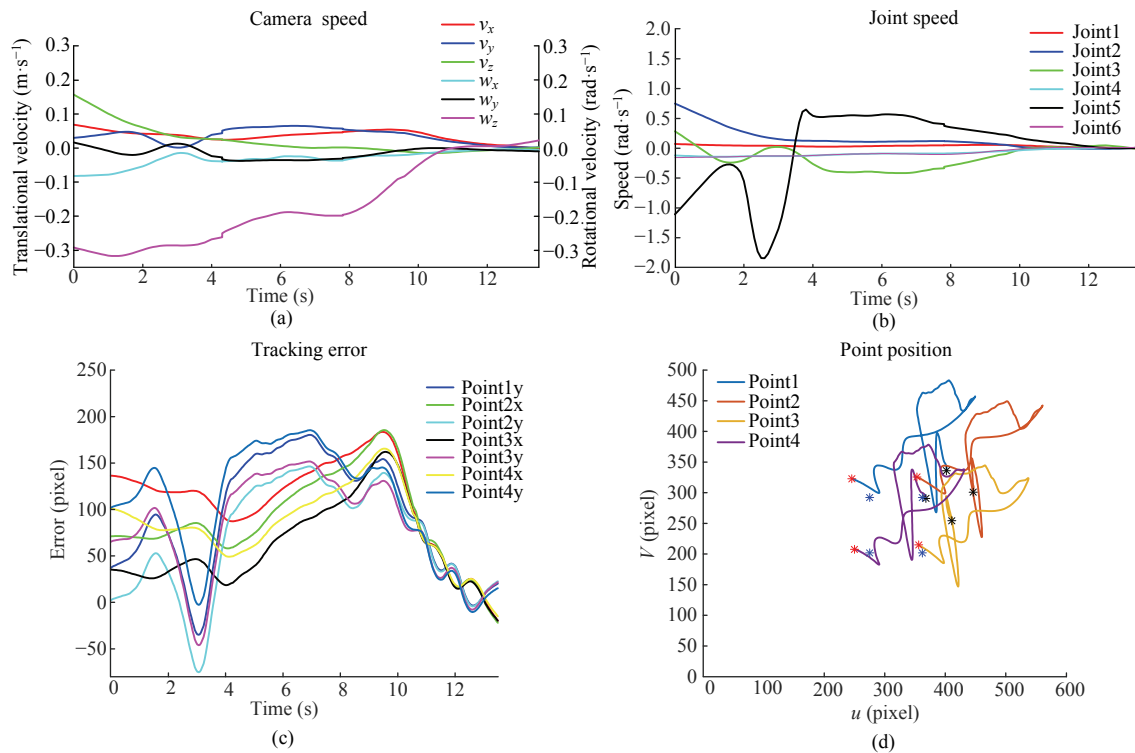 Camera speed
0.3
0.2
0.1
0.0
−0.1
−0.2
−0.3
Translational velocity (m·s⁻¹)
v_x
v_y
v_z
w_x
w_y
w_z
0.3
0.2
0.1
0.0
−0.1
−0.2
−0.3
Rotational velocity (rad·s⁻¹)
0 2 4 6 8 10 12
Time (s)
(a)
Joint speed
2.0
1.5
1.0
0.5
0.0
−0.5
−1.0
−1.5
−2.0
Speed (rad·s⁻¹)
Joint1
Joint2
Joint3
Joint4
Joint5
Joint6
0 2 4 6 8 10 12
Time (s)
(b)
Tracking error
250
200
150
100
50
0
−50
Error (pixel)
Point1y
Point2x
Point2y
Point3x
Point3y
Point4x
Point4y
0 2 4 6 8 10 12
Time (s)
(c)
Point position
500
450
400
350
300
250
200
150
100
50
0
V (pixel)
Point1
Point2
Point3
Point4
0 100 200 300 400 500 600
u (pixel)
(d)